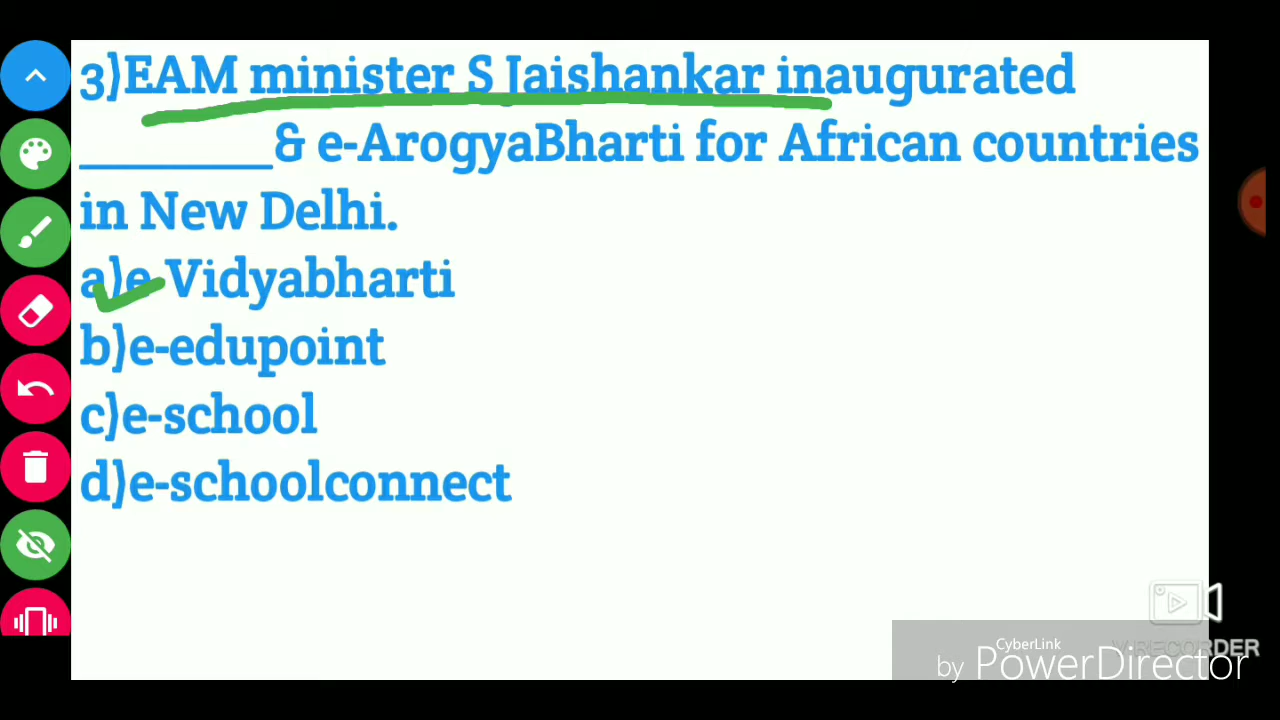 3)EAM minister S Jaishankar inaugurated
________& e-ArogyaBharti for African countries
in New Delhi.
a)e Vidyabharti
b)e-edupoint
c)e-school
d)e-schoolconnect
CyberLink
by PowerDirector
V RECORDER